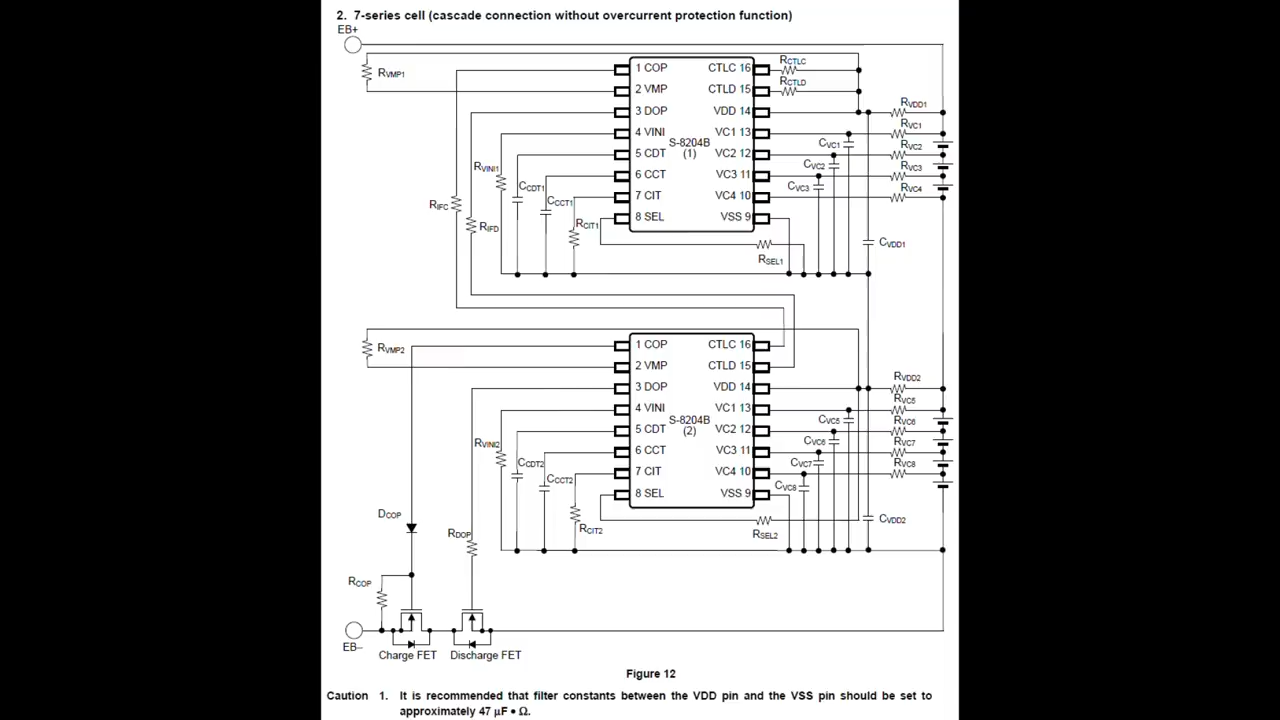 2. 7-series cell (cascade connection without overcurrent protection function)
EB+
RVMP1
1 COP
2 VMP
3 DOP
4 VINI
5 CDT
6 CCT
7 CIT
8 SEL
S-8204B
(1)
CTLC 16
CTLD 15
VDD 14
VC1 13
VC2 12
VC3 11
VC4 10
VSS 9
RCTLC
RCTLD
RVDD1
RVC1
RVC2
RVC3
RVC4
CVC1
CVC2
CVC3
RVINI1
CCDT1
CCCT1
RCIT1
RIFC
RIFD
RSEL1
CVDD1
RVMP2
1 COP
2 VMP
3 DOP
4 VINI
5 CDT
6 CCT
7 CIT
8 SEL
S-8204B
(2)
CTLC 16
CTLD 15
VDD 14
VC1 13
VC2 12
VC3 11
VC4 10
VSS 9
RVDD2
RVC5
RVC6
RVC7
RVC8
CVC5
CVC6
CVC7
CVC8
RVINI2
CCDT2
CCCT2
RCIT2
RSEL2
CVDD2
DCOP
RDOP
RCOP
EB–
Charge FET
Discharge FET
Figure 12
Caution 1. It is recommended that filter constants between the VDD pin and the VSS pin should be set to
approximately 47 μF • Ω.